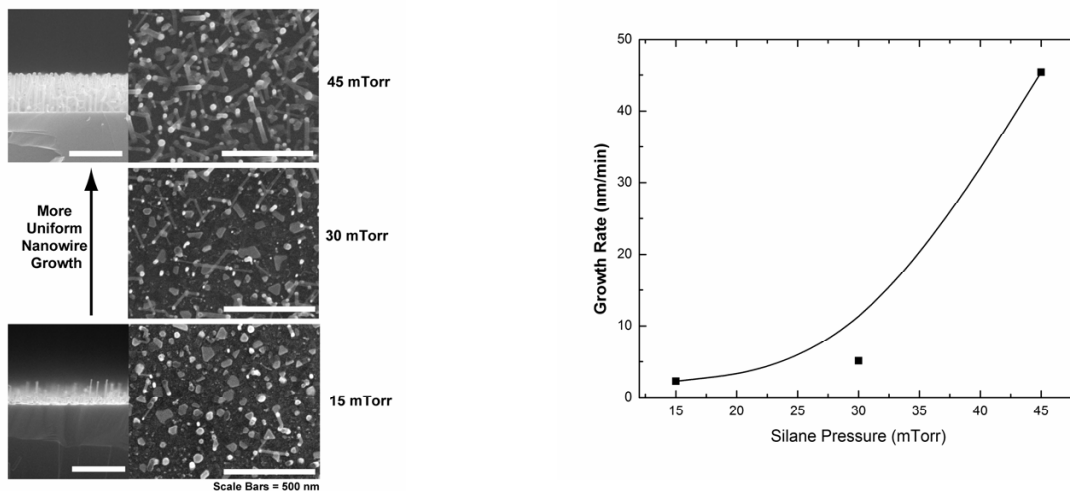 45 mTorr
More
Uniform
Nanowire
Growth
30 mTorr
15 mTorr
Scale Bars = 500 nm
Growth Rate (nm/min)
50
40
30
20
10
0
15
20
25
30
35
40
45
Silane Pressure (mTorr)